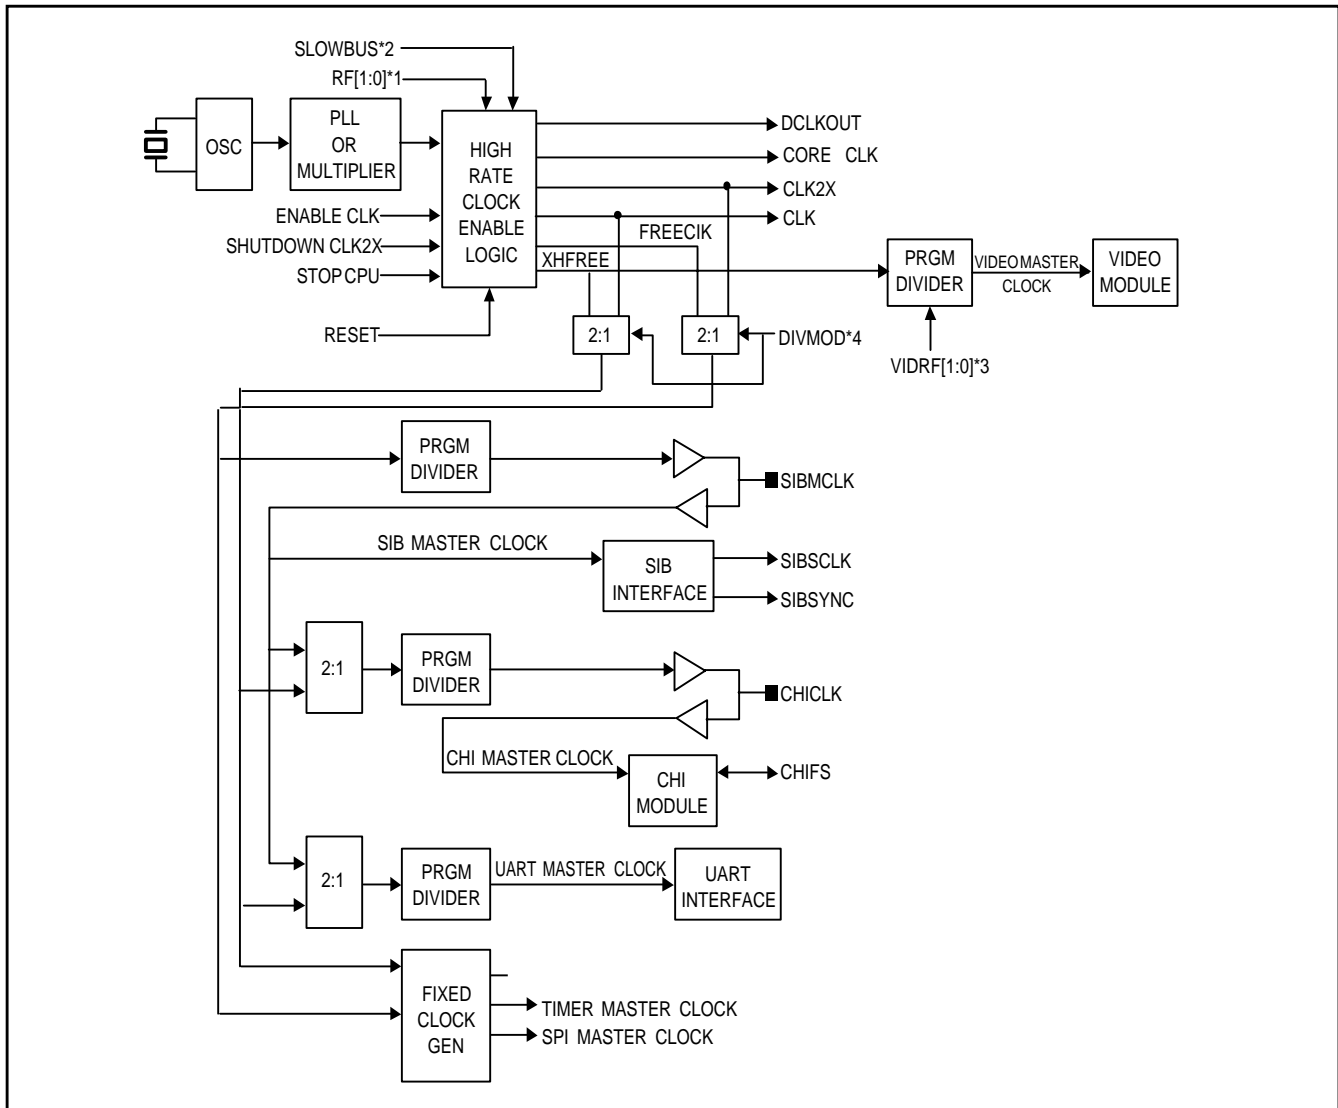 SLOWBUS*2
RF[1:0]*1
OSC
PLL
OR
MULTIPLIER
HIGH
RATE
CLOCK
ENABLE
LOGIC
DCLKOUT
CORE CLK
CLK2X
CLK
ENABLE CLK
SHUTDOWN CLK2X
STOP CPU
RESET
FREECIK
XHFREE
PRGM
DIVIDER
VIDEO MASTER
CLOCK
VIDEO
MODULE
2:1
2:1
DIVMOD*4
VIDRF[1:0]*3
PRGM
DIVIDER
SIBMCLK
SIB MASTER CLOCK
SIB
INTERFACE
SIBSCLK
SIBSYNC
2:1
PRGM
DIVIDER
CHICLK
CHI MASTER CLOCK
CHI
MODULE
CHIFS
2:1
PRGM
DIVIDER
UART MASTER CLOCK
UART
INTERFACE
FIXED
CLOCK
GEN
TIMER MASTER CLOCK
SPI MASTER CLOCK